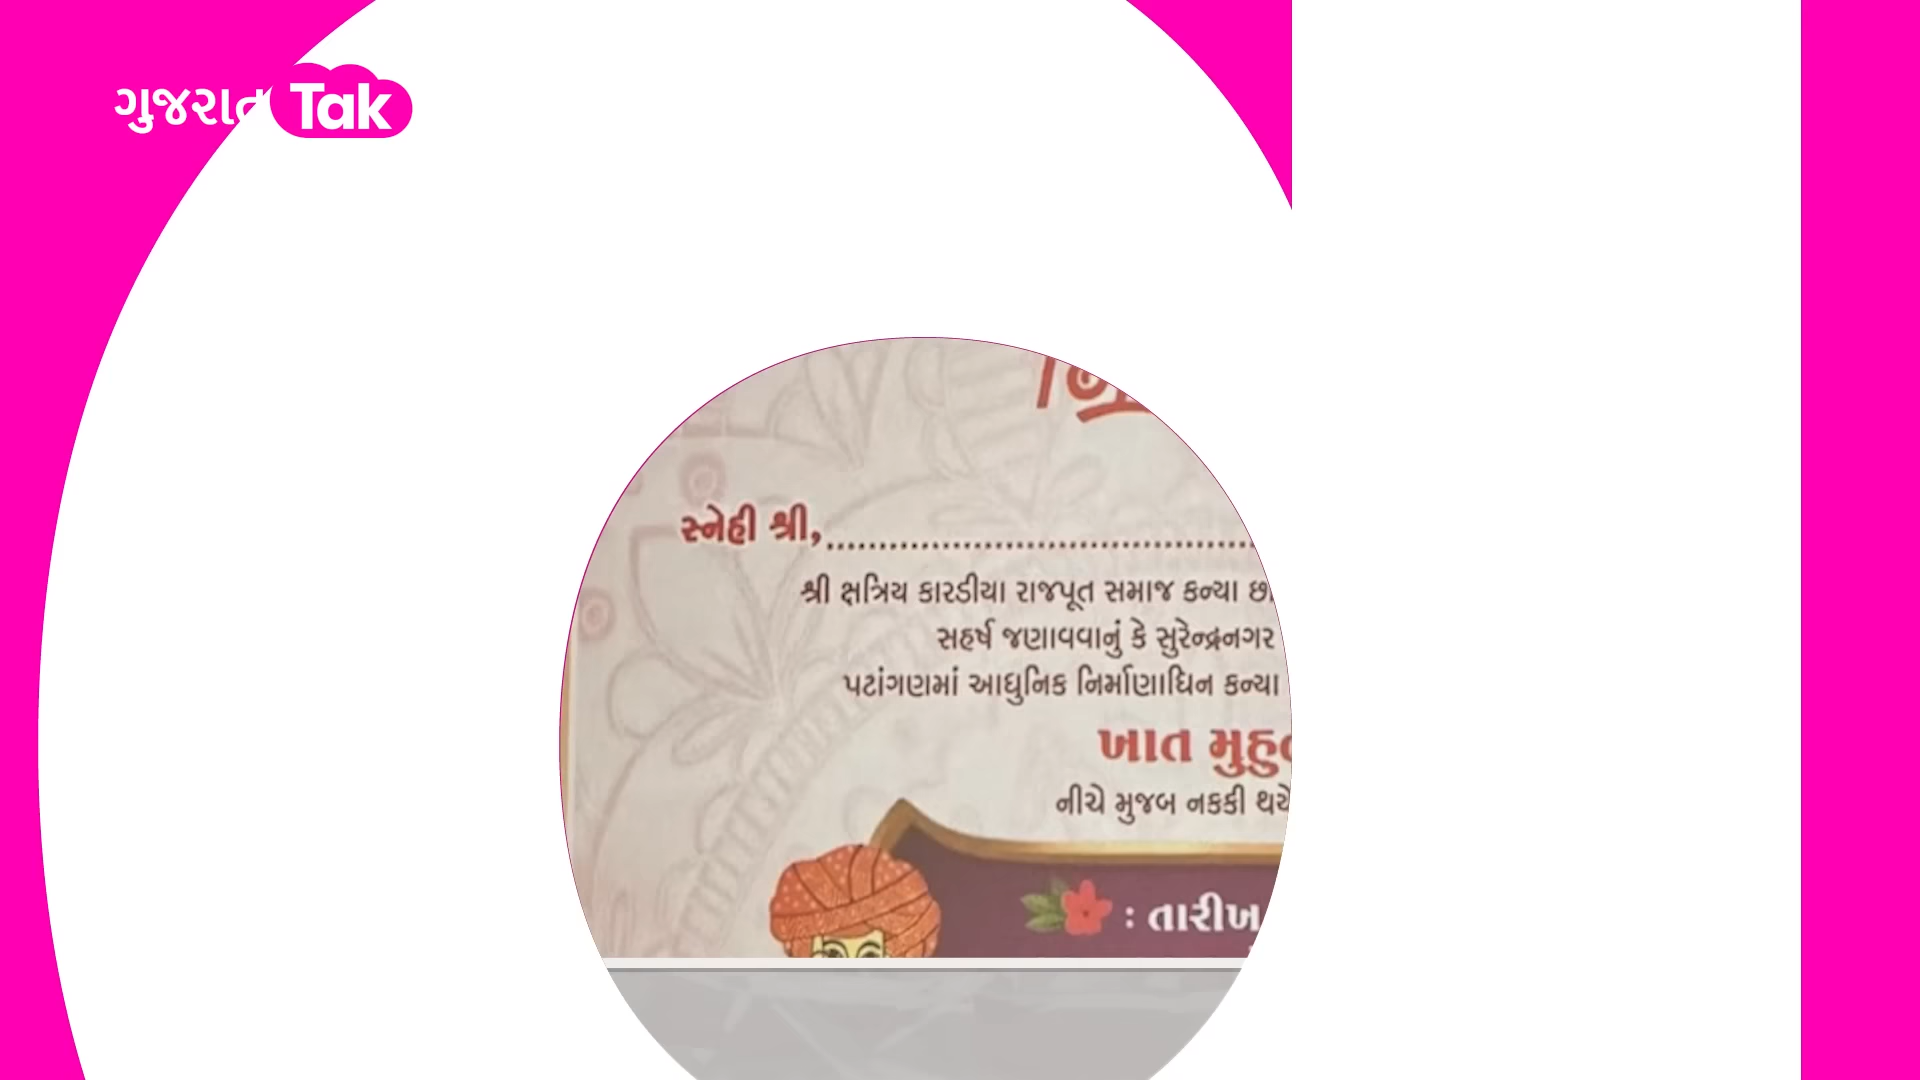 ગુજરાત Tak
સ્નેહી શ્રી,
શ્રી ક્ષત્રિય કારડીયા રાજપૂત સમાજ કન્યા
સહર્ષ જણાવવાનું કે સુરેન્દ્રનગર
પટાંગણમાં આધુનિક નિર્માણાધિન કન્યા
ખાત
નીચે મુજબ નકકી
: તારીખ